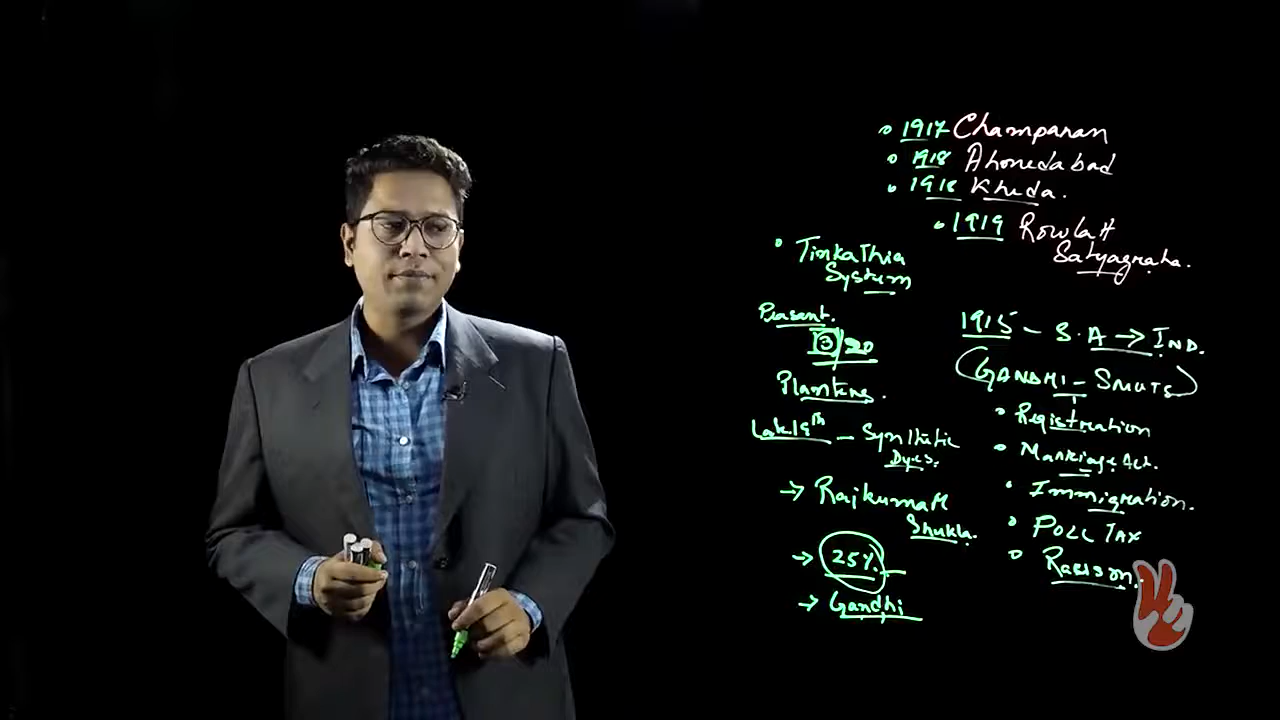 1917 Champaran
1918 Ahmedabad
1918 Kheda.
1919 Rowlatt
Satyagraha.
Tinkathia
System
Peasant.
3/20
Planters.
Late 19th - Synthetic
Dyes.
→ Rajkumar
Shukla.
→ 25%
→ Gandhi
1915 - S.A → IND.
(GANDHI - SMUTS)
Registration
Marriage Act.
Immigration.
POLL TAX
Racism.